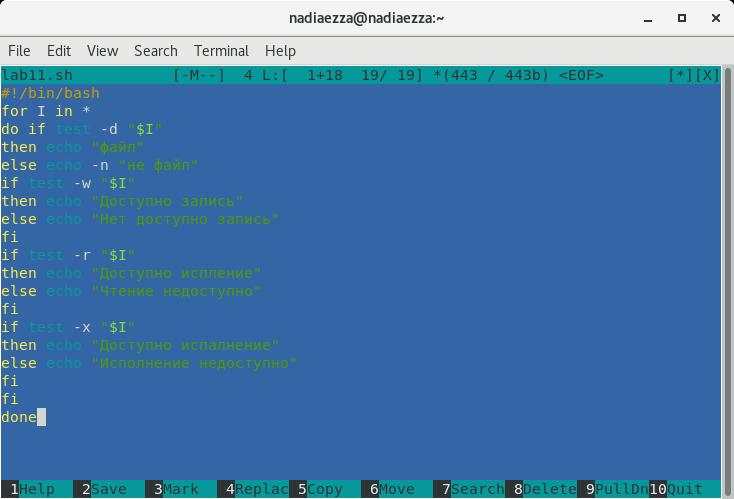 nadiaezza@nadiaezza:~
File Edit View Search Terminal Help
lab11.sh [-M--] 4 L:[ 1+18 19/ 19] *(443 / 443b) <EOF> [*][X]
#!/bin/bash
for I in *
do if test -d "$I"
then echo "файл"
else echo -n "не файл"
if test -w "$I"
then echo "Доступно запись"
else echo "Нет доступно запись"
fi
if test -r "$I"
then echo "Доступно испление"
else echo "Чтение недоступно"
fi
if test -x "$I"
then echo "Доступно испалнение"
else echo "Исполнение недоступно"
fi
fi
done
1Help 2Save 3Mark 4Replac 5Copy 6Move 7Search 8Delete 9PullDn 10Quit